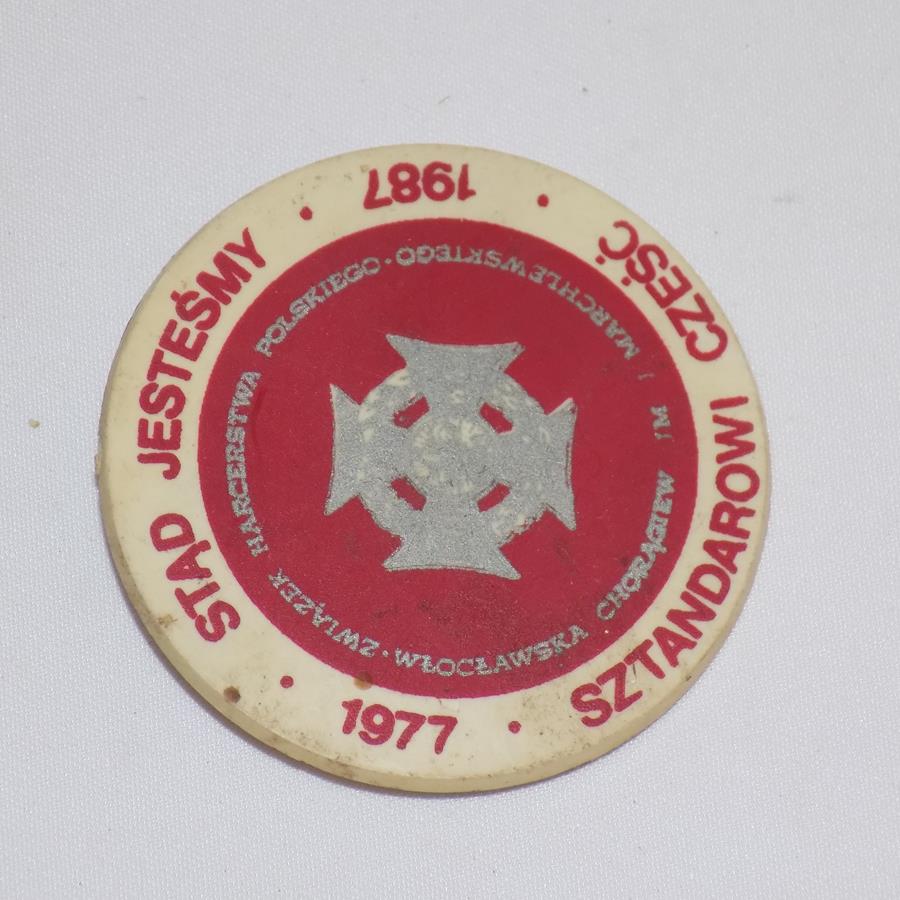 STĄD JESTEŚMY
• 1987 •
SZTANDAROWI CZEŚĆ
• 1977 •
ZWIĄZEK HARCERSTWA POLSKIEGO ·
WŁOCŁAWSKA CHORĄGIEW IM J MARCHLEWSKIEGO ·